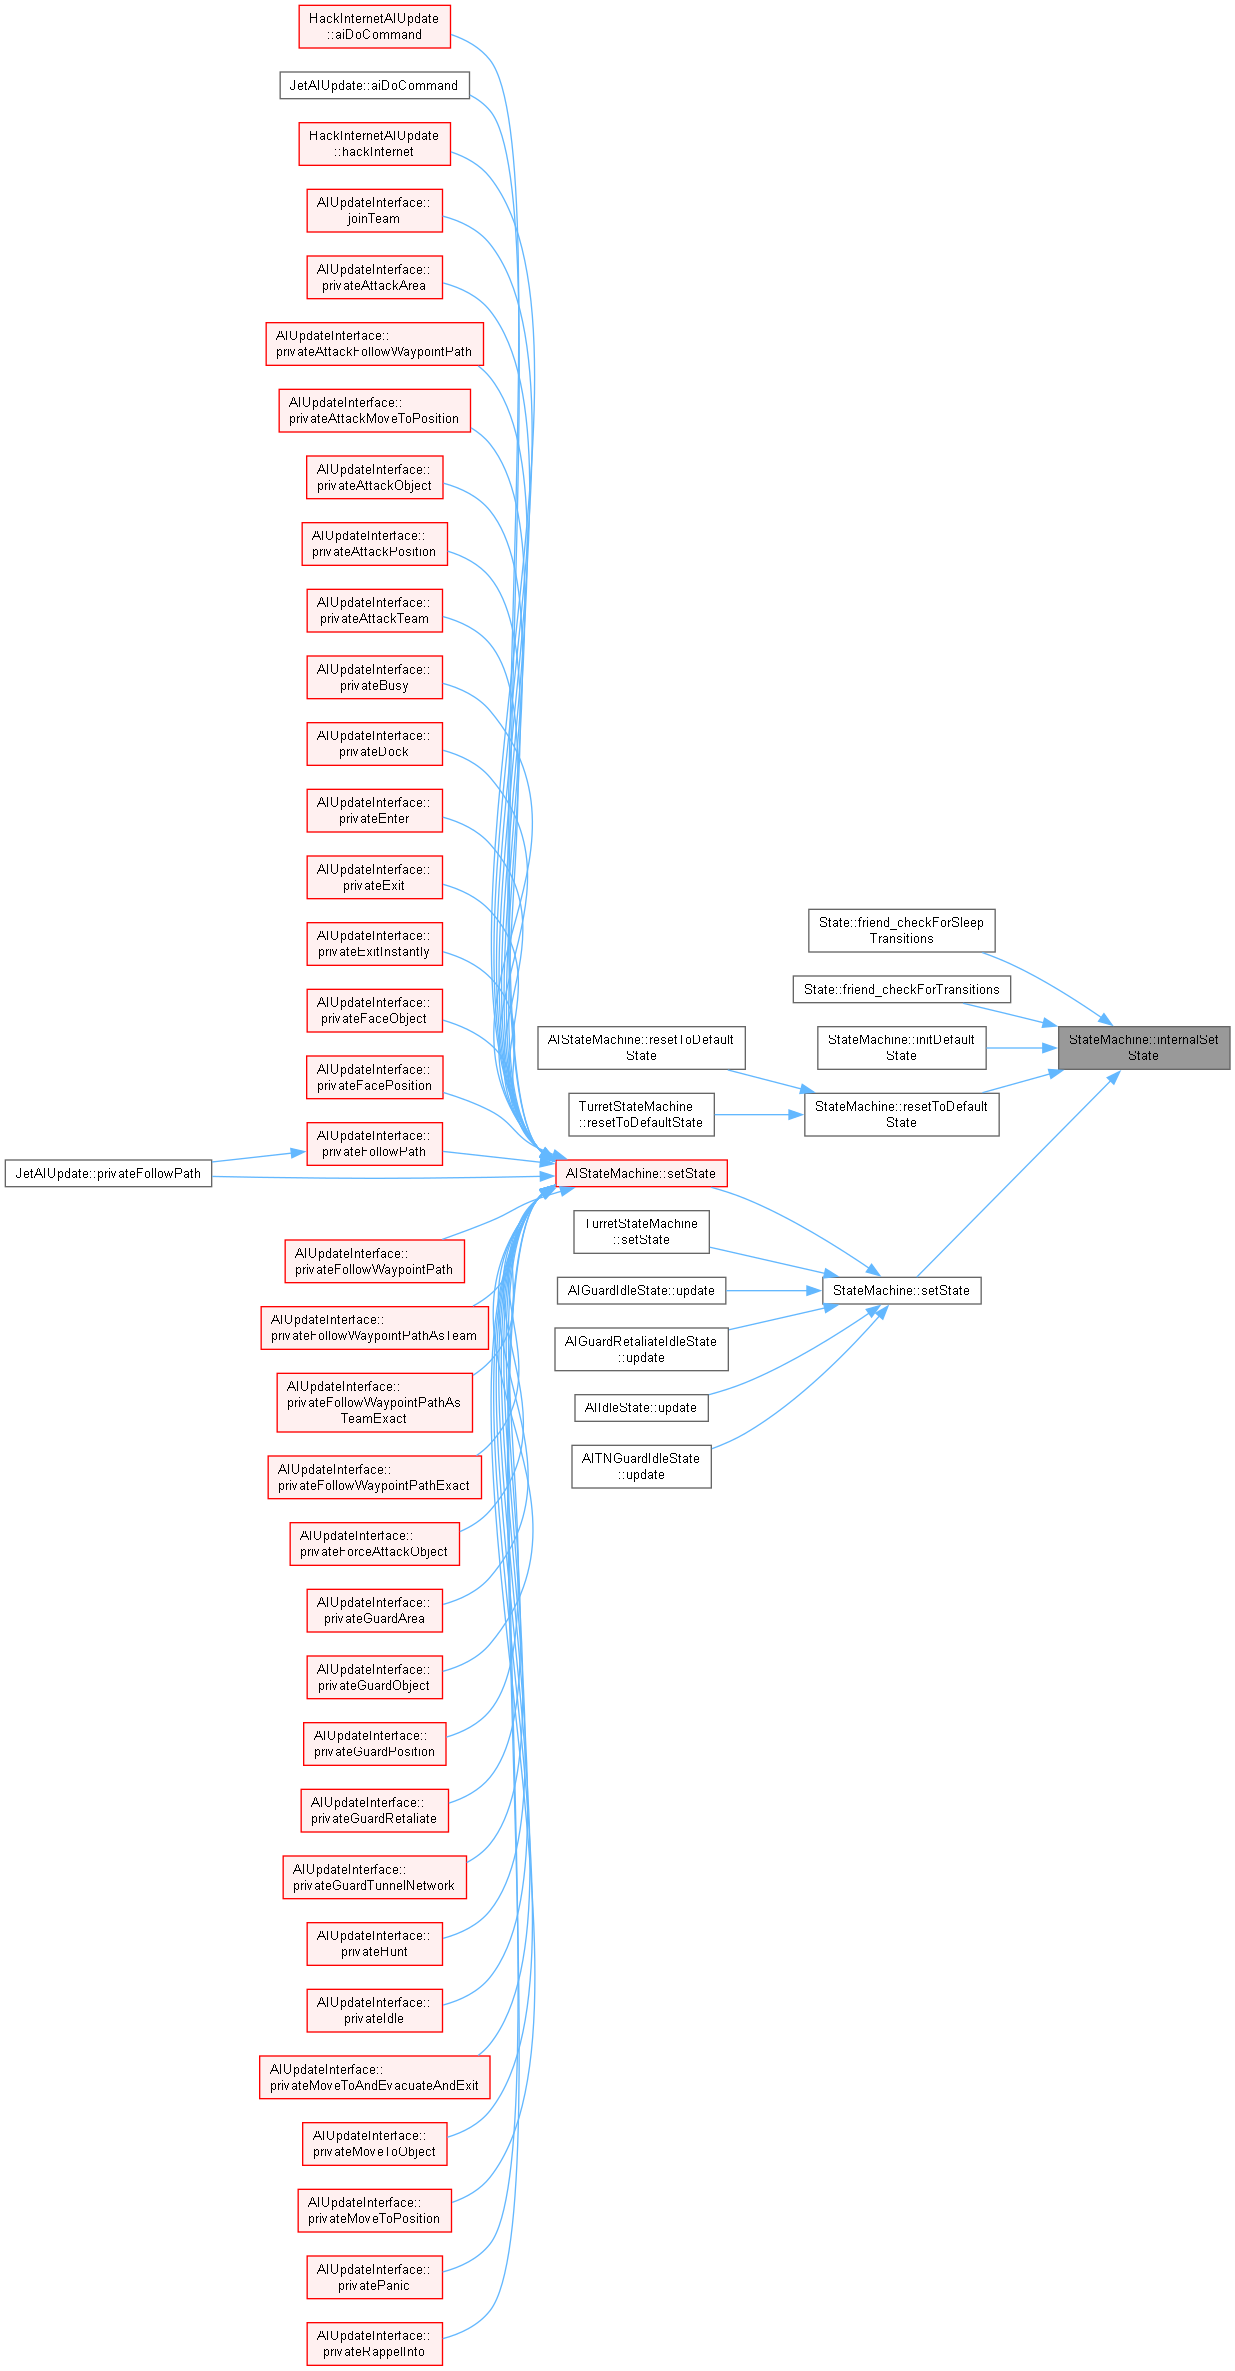 HackInternetAIUpdate
::aiDoCommand
JetAIUpdate::aiDoCommand
HackInternetAIUpdate
::hackInternet
AIUpdateInterface::
joinTeam
AIUpdateInterface::
privateAttackArea
AIUpdateInterface::
privateAttackFollowWaypointPath
AIUpdateInterface::
privateAttackMoveToPosition
AIUpdateInterface::
privateAttackObject
AIUpdateInterface::
privateAttackPosition
AIUpdateInterface::
privateAttackTeam
AIUpdateInterface::
privateBusy
AIUpdateInterface::
privateDock
AIUpdateInterface::
privateEnter
AIUpdateInterface::
privateExit
AIUpdateInterface::
privateExitInstantly
AIUpdateInterface::
privateFaceObject
AIUpdateInterface::
privateFacePosition
AIUpdateInterface::
privateFollowPath
JetAIUpdate::privateFollowPath
AIUpdateInterface::
privateFollowWaypointPath
AIUpdateInterface::
privateFollowWaypointPathAsTeam
AIUpdateInterface::
privateFollowWaypointPathAs
TeamExact
AIUpdateInterface::
privateFollowWaypointPathExact
AIUpdateInterface::
privateForceAttackObject
AIUpdateInterface::
privateGuardArea
AIUpdateInterface::
privateGuardObject
AIUpdateInterface::
privateGuardPosition
AIUpdateInterface::
privateGuardRetaliate
AIUpdateInterface::
privateGuardTunnelNetwork
AIUpdateInterface::
privateHunt
AIUpdateInterface::
privateIdle
AIUpdateInterface::
privateMoveToAndEvacuateAndExit
AIUpdateInterface::
privateMoveToObject
AIUpdateInterface::
privateMoveToPosition
AIUpdateInterface::
privatePanic
AIUpdateInterface::
privateRappelInto
AIStateMachine::resetToDefault
State
TurretStateMachine
::resetToDefaultState
AIStateMachine::setState
TurretStateMachine
::setState
AIGuardIdleState::update
AIGuardRetaliateIdleState
::update
AIIdleState::update
AITNGuardIdleState
::update
State::friend_checkForSleep
Transitions
State::friend_checkForTransitions
StateMachine::initDefault
State
StateMachine::resetToDefault
State
StateMachine::setState
StateMachine::internalSet
State